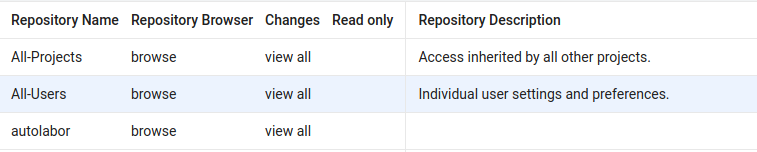 Repository Name Repository Browser Changes Read only Repository Description
All-Projects browse view all Access inherited by all other projects.
All-Users browse view all Individual user settings and preferences.
autolabor browse view all